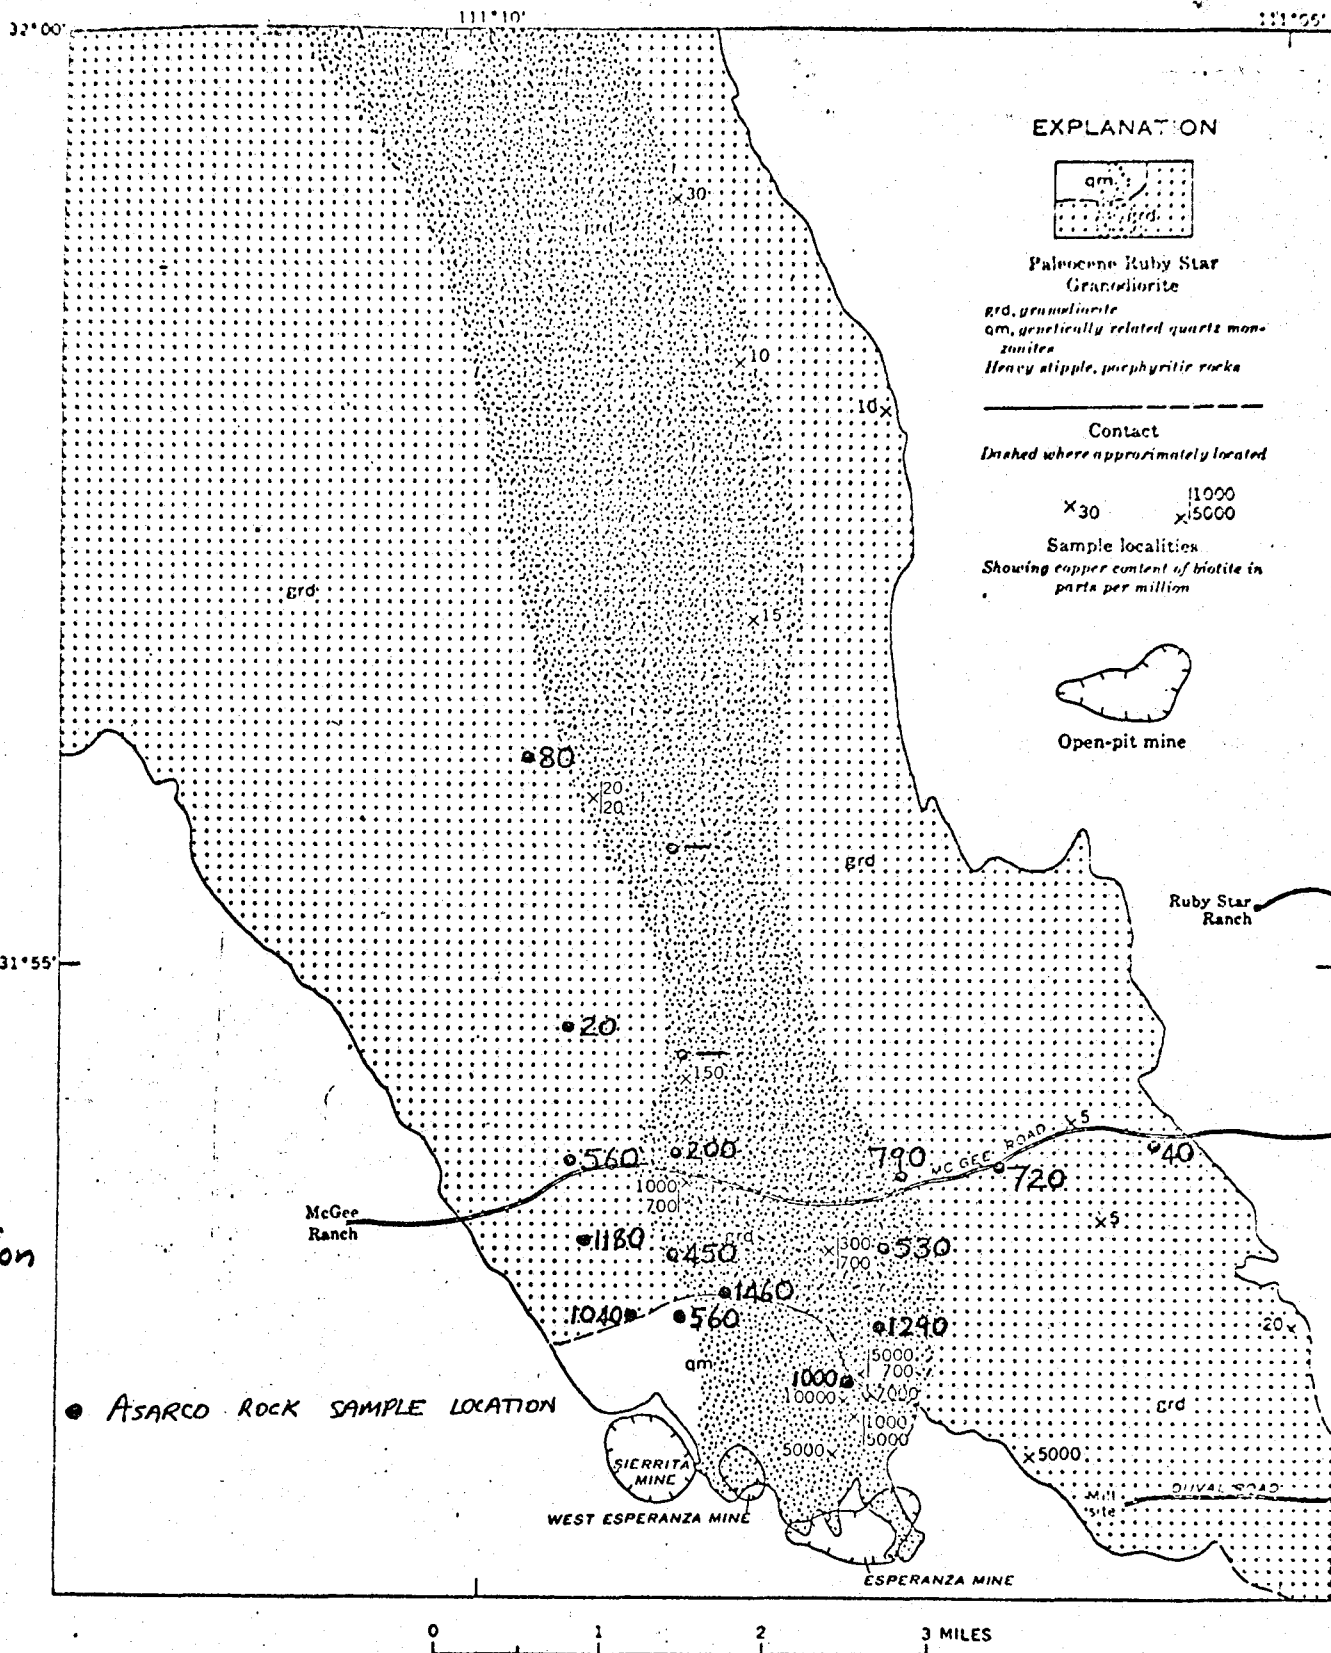 32°00'
111°10'
111°05'
EXPLANATION
qm
grd
Paleocene Ruby Star
Granodiorite
grd, granodiorite
qm, genetically related quartz mon-
zonites
Heavy stipple, porphyritic rocks
Contact
Dashed where approximately located
×30
1000
×5000
Sample localities
Showing copper content of biotite in
parts per million
Open-pit mine
×30
grd
×10
10×
grd
×15
80
×20
20
grd
Ruby Star
Ranch
31°55'
20
×150
×5
MCGEE ROAD
560
200
790
720
40
1000×
700
McGee
Ranch
×5
on
1180
grd
450
×300
700
530
1460
1040
560
1290
20×
qm
5000
×700
1000
×7000
10000×
grd
ASARCO ROCK SAMPLE LOCATION
×1000
5000
5000×
×5000
SIERRITA
MINE
Mill
site
DUVAL ROAD
WEST ESPERANZA MINE
ESPERANZA MINE
0 1 2 3 MILES